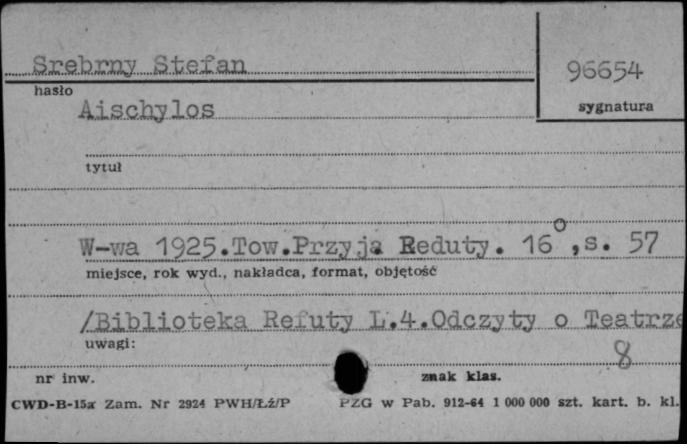 Srebrny Stefan
96654
hasło
sygnatura
Aischylos
tytuł
W-wa 1925.Tow.Przyja Reduty. 16°,s. 57
miejsce, rok wyd., nakładca, format, objętość
/Biblioteka Refuty L.4.Odczyty o Teatrze
uwagi:
8
nr inw.
znak klas.
CWD-B-15a Zam. Nr 2924 PWH/Łź/P PZG w Pab. 912-64 1 000 000 szt. kart. b. kl.